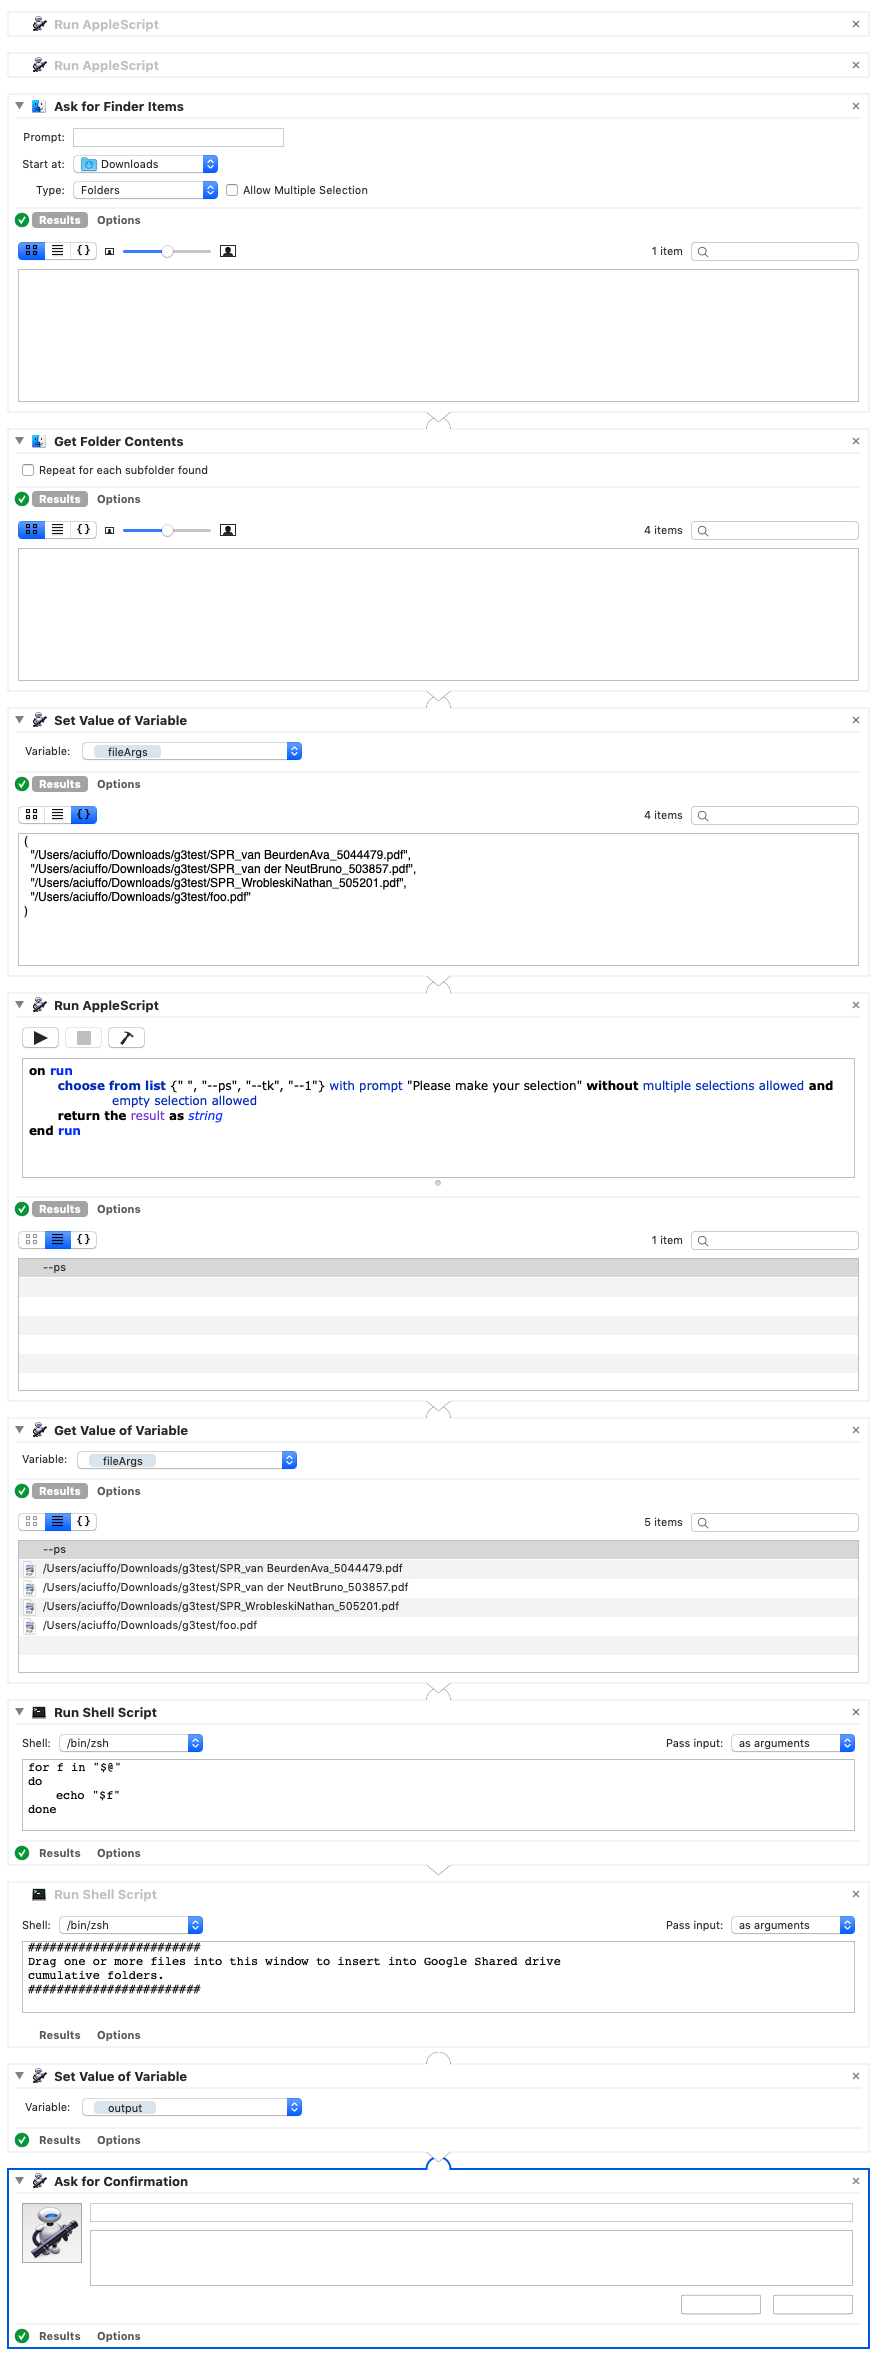 Run AppleScript
Run AppleScript
Ask for Finder Items
Prompt:
Start at: Downloads
Type: Folders Allow Multiple Selection
Results Options
{} 1 item
Get Folder Contents
Repeat for each subfolder found
Results Options
{} 4 items
Set Value of Variable
Variable: fileArgs
Results Options
{} 4 items
(
"/Users/aciuffo/Downloads/g3test/SPR_van BeurdenAva_5044479.pdf",
"/Users/aciuffo/Downloads/g3test/SPR_van der NeutBruno_503857.pdf",
"/Users/aciuffo/Downloads/g3test/SPR_WrobleskiNathan_505201.pdf",
"/Users/aciuffo/Downloads/g3test/foo.pdf"
)
Run AppleScript
on run
choose from list {" ", "--ps", "--tk", "--1"} with prompt "Please make your selection" without multiple selections allowed and
empty selection allowed
return the result as string
end run
Results Options
{} 1 item
--ps
Get Value of Variable
Variable: fileArgs
Results Options
{} 5 items
--ps
/Users/aciuffo/Downloads/g3test/SPR_van BeurdenAva_5044479.pdf
/Users/aciuffo/Downloads/g3test/SPR_van der NeutBruno_503857.pdf
/Users/aciuffo/Downloads/g3test/SPR_WrobleskiNathan_505201.pdf
/Users/aciuffo/Downloads/g3test/foo.pdf
Run Shell Script
Shell: /bin/zsh Pass input: as arguments
for f in "$@"
do
echo "$f"
done
Results Options
Run Shell Script
Shell: /bin/zsh Pass input: as arguments
########################
Drag one or more files into this window to insert into Google Shared drive
cumulative folders.
########################
Results Options
Set Value of Variable
Variable: output
Results Options
Ask for Confirmation
Results Options